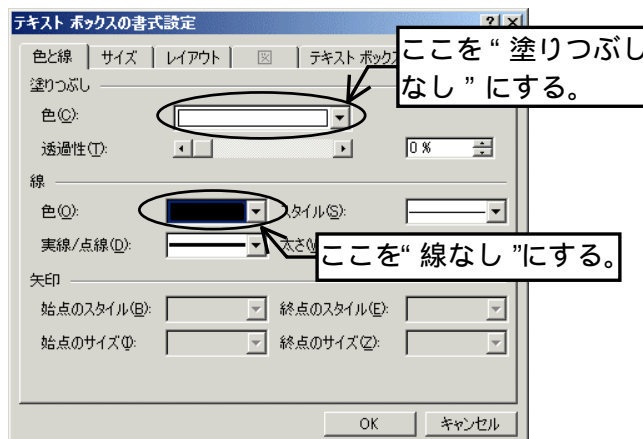 テキスト ボックスの書式設定
色と線 サイズ レイアウト 図 テキスト ボックス
ここを“ 塗りつぶし
なし ” にする。
塗りつぶし
色(C):
透過性(T): 0 %
線
色(O): スタイル(S):
実線/点線(D): 太さ(W
ここを“ 線なし ”にする。
矢印
始点のスタイル(B): 終点のスタイル(E):
始点のサイズ(I): 終点のサイズ(Z):
OK キャンセル